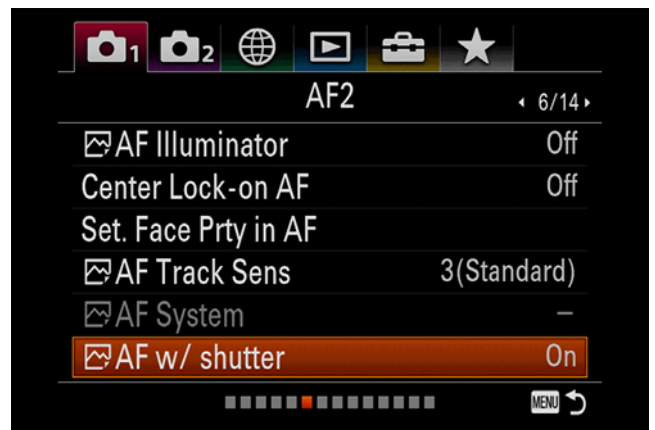 1 2
AF2 6/14
AF Illuminator Off
Center Lock-on AF Off
Set. Face Prty in AF
AF Track Sens 3(Standard)
AF System –
AF w/ shutter On
MENU